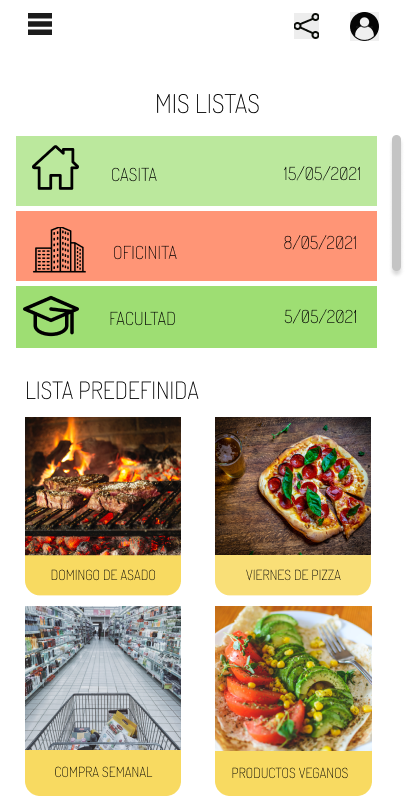 MIS LISTAS
CASITA 15/05/2021
OFICINITA 8/05/2021
FACULTAD 5/05/2021
LISTA PREDEFINIDA
DOMINGO DE ASADO VIERNES DE PIZZA
COMPRA SEMANAL PRODUCTOS VEGANOS